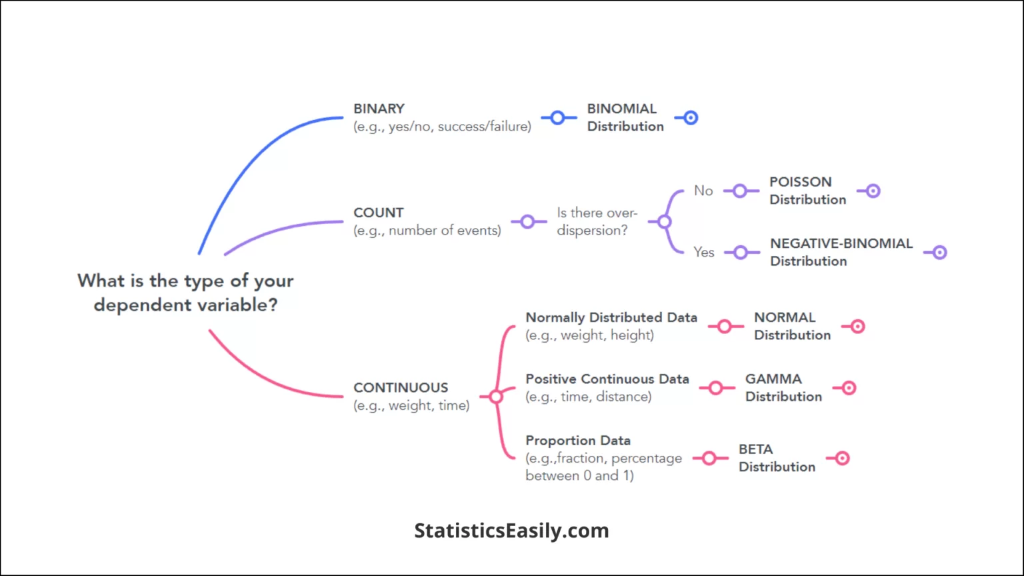 What is the type of your
dependent variable?
BINARY
(e.g., yes/no, success/failure)
BINOMIAL
Distribution
COUNT
(e.g., number of events)
Is there over-
dispersion?
No
POISSON
Distribution
Yes
NEGATIVE-BINOMIAL
Distribution
CONTINUOUS
(e.g., weight, time)
Normally Distributed Data
(e.g., weight, height)
NORMAL
Distribution
Positive Continuous Data
(e.g., time, distance)
GAMMA
Distribution
Proportion Data
(e.g.,fraction, percentage
between 0 and 1)
BETA
Distribution
StatisticsEasily.com